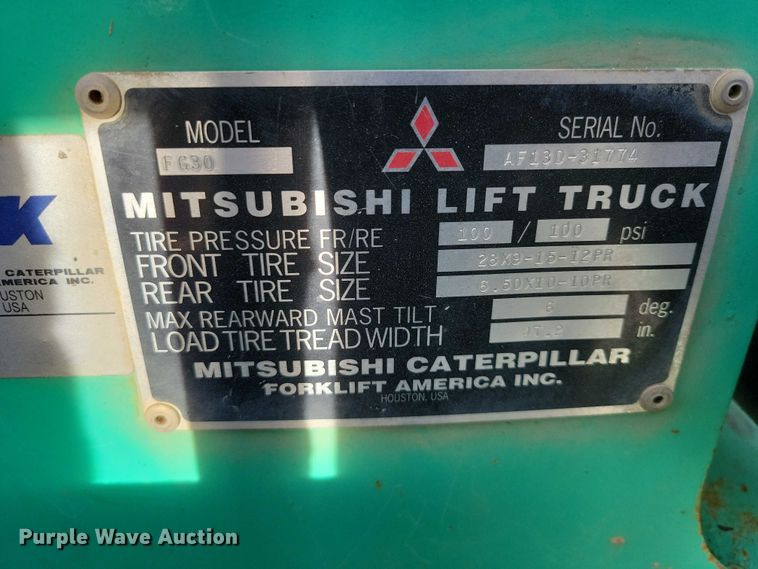 MODEL
FG30
SERIAL No.
AF13D-31774
MITSUBISHI LIFT TRUCK
TIRE PRESSURE FR/RE 100 / 100 psi
FRONT TIRE SIZE 28X9-15-12PR
REAR TIRE SIZE 6.50X10-10PR
MAX REARWARD MAST TILT 6 deg.
LOAD TIRE TREAD WIDTH in.
MITSUBISHI CATERPILLAR
FORKLIFT AMERICA INC.
HOUSTON, USA
K
CATERPILLAR
AMERICA INC.
USA
Purple Wave Auction